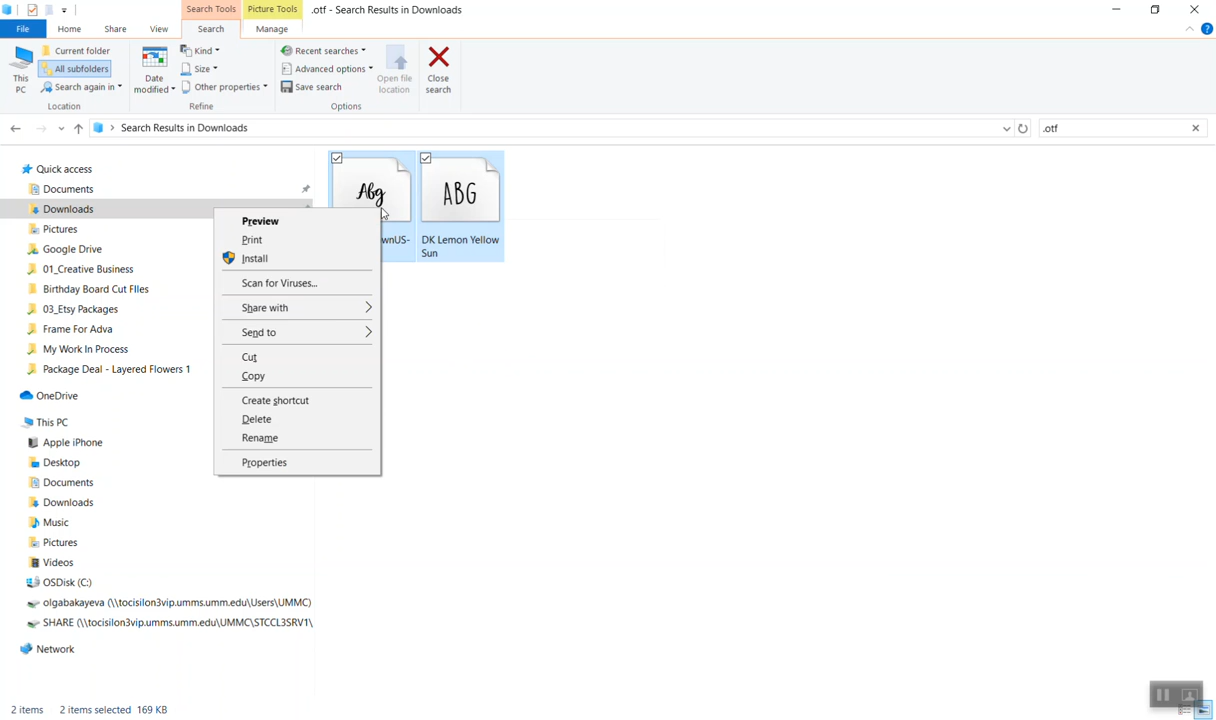 Search Tools
Picture Tools
.otf - Search Results in Downloads
File
Home
Share
View
Search
Manage
This PC
Current folder
All subfolders
Search again in
Location
Date modified
Kind
Size
Other properties
Refine
Recent searches
Advanced options
Save search
Options
Open file location
Close search
Search Results in Downloads
.otf
Quick access
Documents
Downloads
Pictures
Google Drive
01_Creative Business
Birthday Board Cut FIles
03_Etsy Packages
Frame For Adva
My Work In Process
Package Deal - Layered Flowers 1
OneDrive
This PC
Apple iPhone
Desktop
Documents
Downloads
Music
Pictures
Videos
OSDisk (C:)
olgabakayeva (\\tocisilon3vip.umms.umm.edu\Users\UMMC)
SHARE (\\tocisilon3vip.umms.umm.edu\UMMC\STCCL3SRV1\
Network
Abg
wnUS-
ABG
DK Lemon Yellow
Sun
Preview
Print
Install
Scan for Viruses...
Share with
Send to
Cut
Copy
Create shortcut
Delete
Rename
Properties
2 items
2 items selected 169 KB